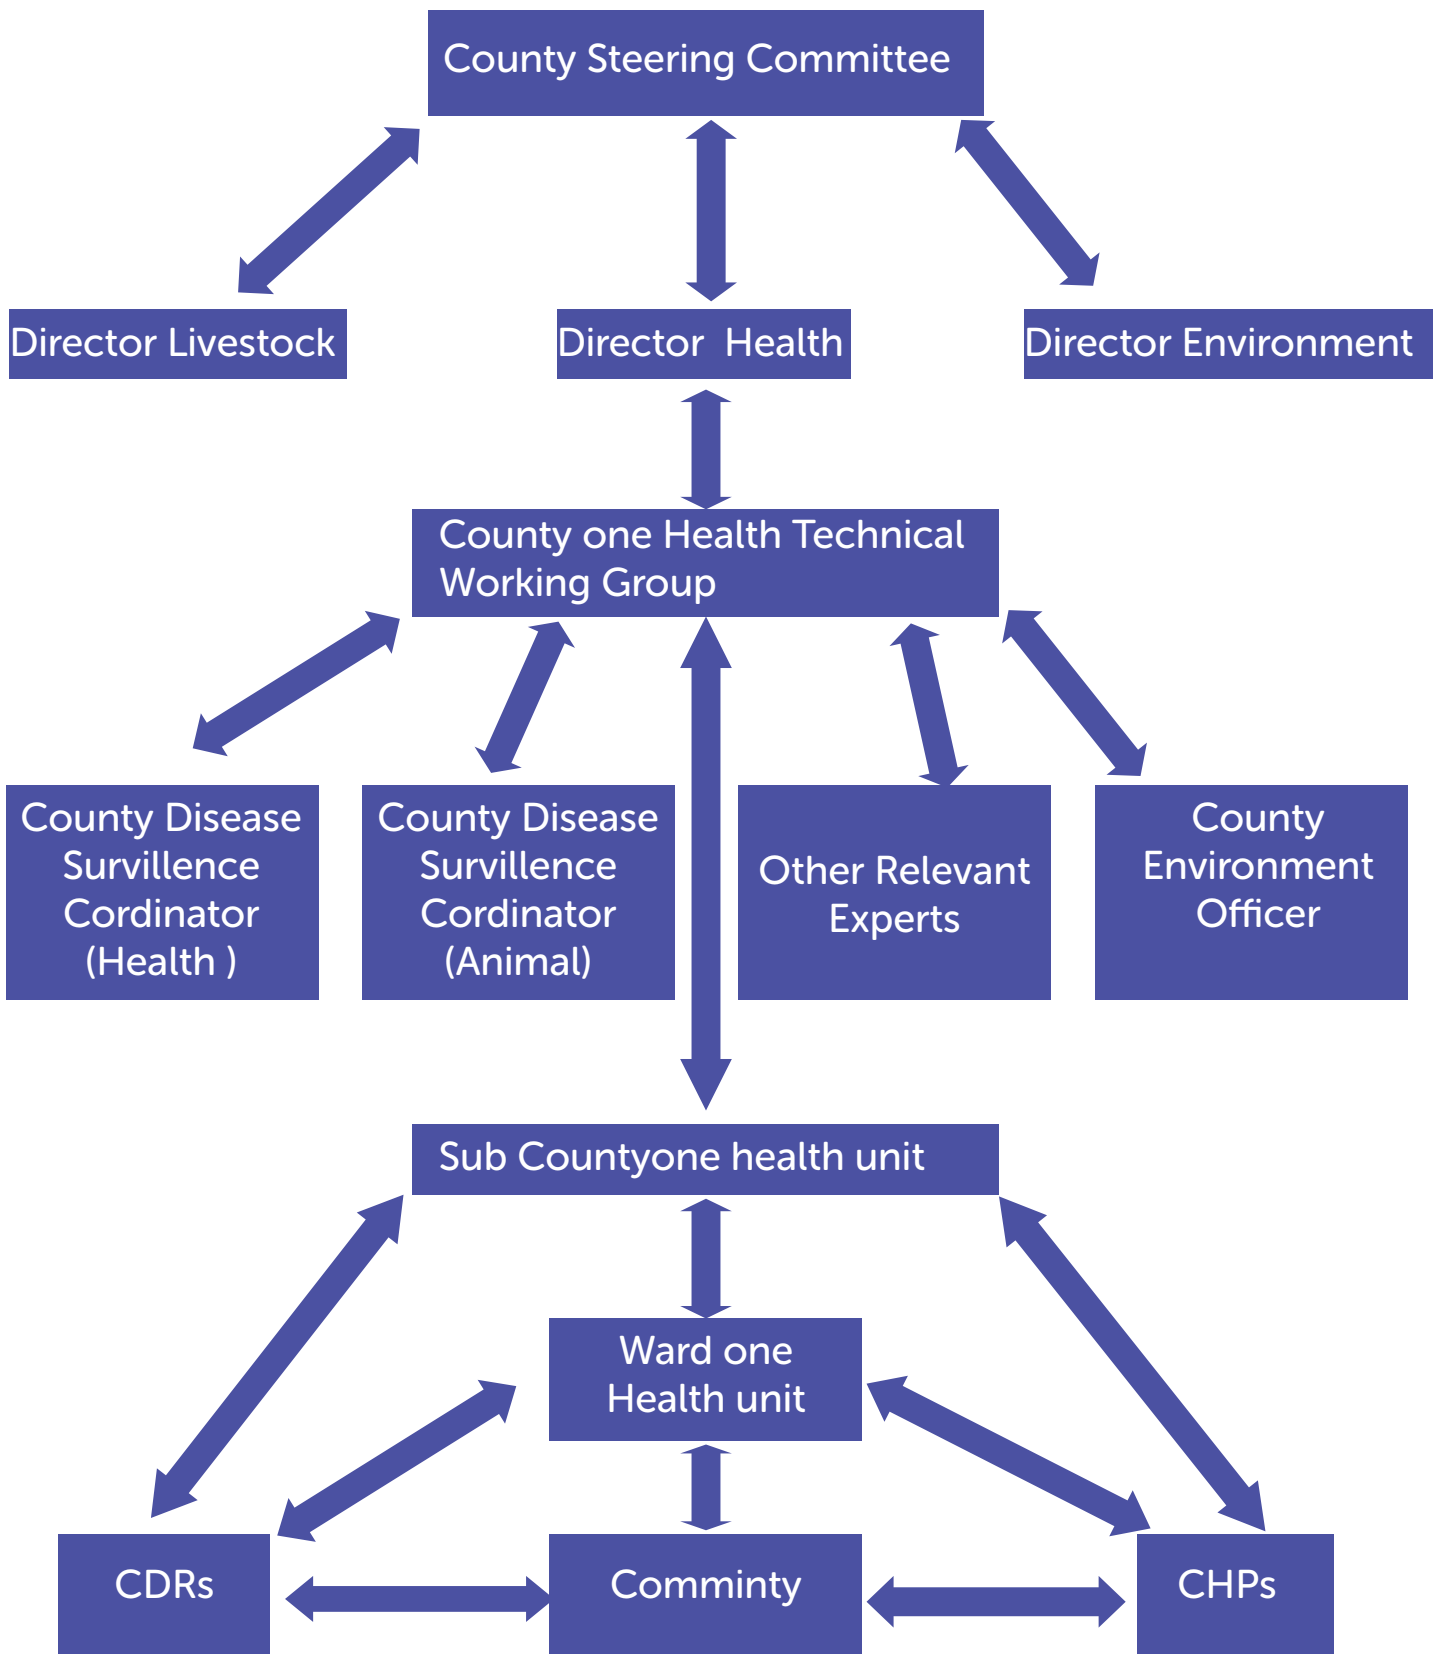 County Steering Committee
Director Livestock
Director Health
Director Environment
County one Health Technical
Working Group
County Disease
Survillence
Cordinator
(Health )
County Disease
Survillence
Cordinator
(Animal)
Other Relevant
Experts
County
Environment
Officer
Sub Countyone health unit
Ward one
Health unit
CDRs
Comminty
CHPs